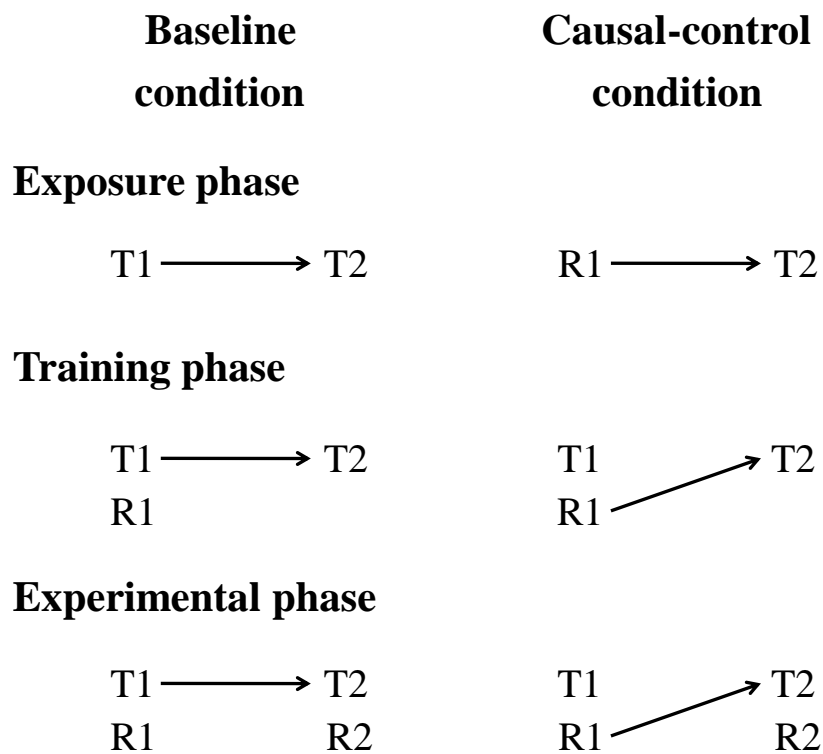 Baseline condition
Causal-control condition
Exposure phase
T1 T2 R1 T2
Training phase
T1 T2 T1 T2
R1 R1
Experimental phase
T1 T2 T1 T2
R1 R2 R1 R2